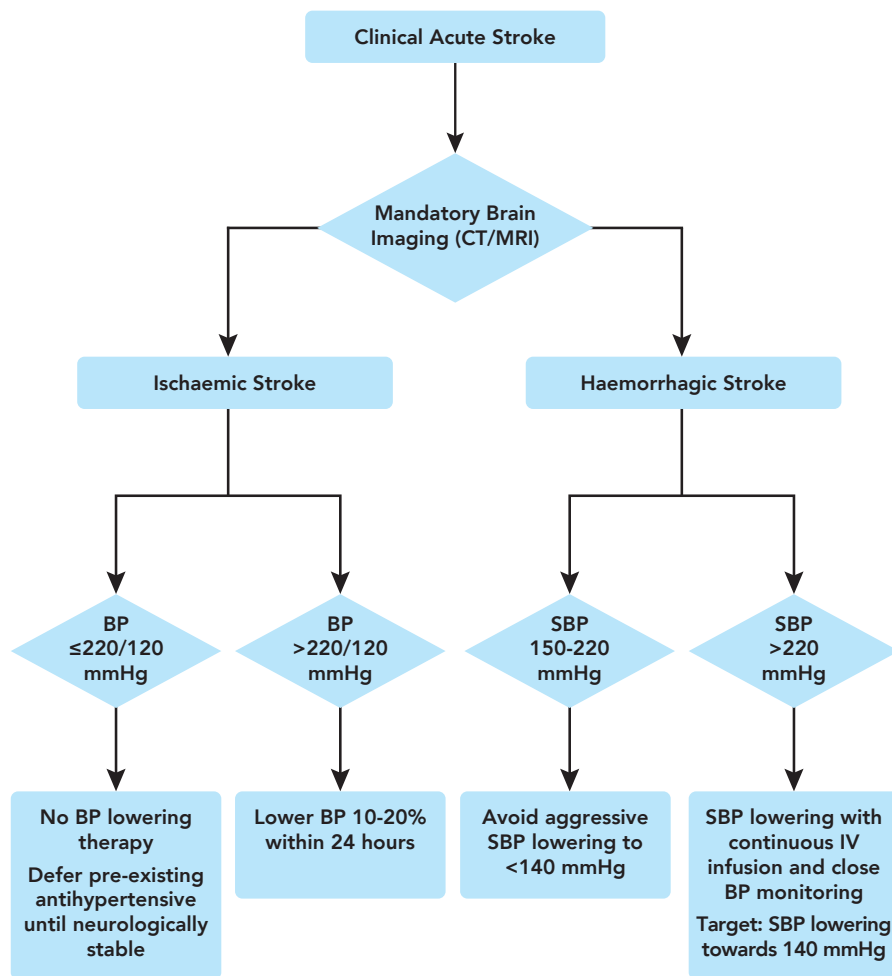 Clinical Acute Stroke
Mandatory Brain
Imaging (CT/MRI)
Ischaemic Stroke
Haemorrhagic Stroke
BP
≤220/120
mmHg
BP
>220/120
mmHg
SBP
150-220
mmHg
SBP
>220
mmHg
No BP lowering
therapy
Defer pre-existing
antihypertensive
until neurologically
stable
Lower BP 10-20%
within 24 hours
Avoid aggressive
SBP lowering to
<140 mmHg
SBP lowering with
continuous IV
infusion and close
BP monitoring
Target: SBP lowering
towards 140 mmHg